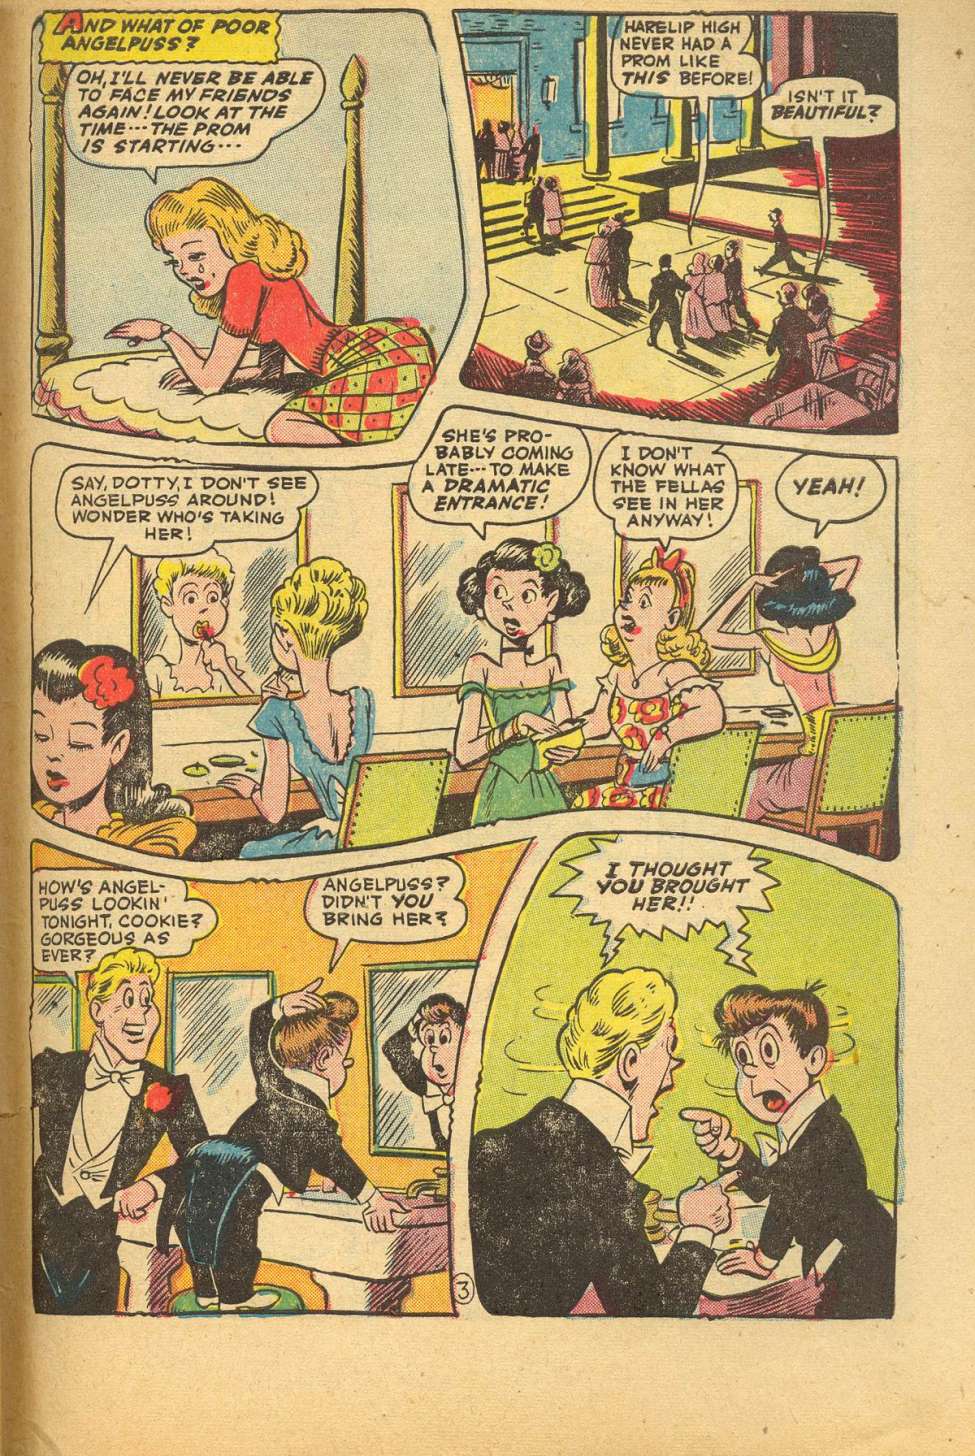 AND WHAT OF POOR
ANGELPUSS?
OH, I'LL NEVER BE ABLE
TO FACE MY FRIENDS
AGAIN! LOOK AT THE
TIME--- THE PROM
IS STARTING---
HARELIP HIGH
NEVER HAD A
PROM LIKE
THIS BEFORE!
ISN'T IT
BEAUTIFUL?
SAY, DOTTY, I DON'T SEE
ANGELPUSS AROUND!
WONDER WHO'S TAKING
HER!
SHE'S PRO-
BABLY COMING
LATE--- TO MAKE
A DRAMATIC
ENTRANCE!
I DON'T
KNOW WHAT
THE FELLAS
SEE IN HER
ANYWAY!
YEAH!
HOW'S ANGEL-
PUSS LOOKIN'
TONIGHT, COOKIE?
GORGEOUS AS
EVER?
ANGELPUSS?
DIDN'T YOU
BRING HER?
3
I THOUGHT
YOU BROUGHT
HER!!